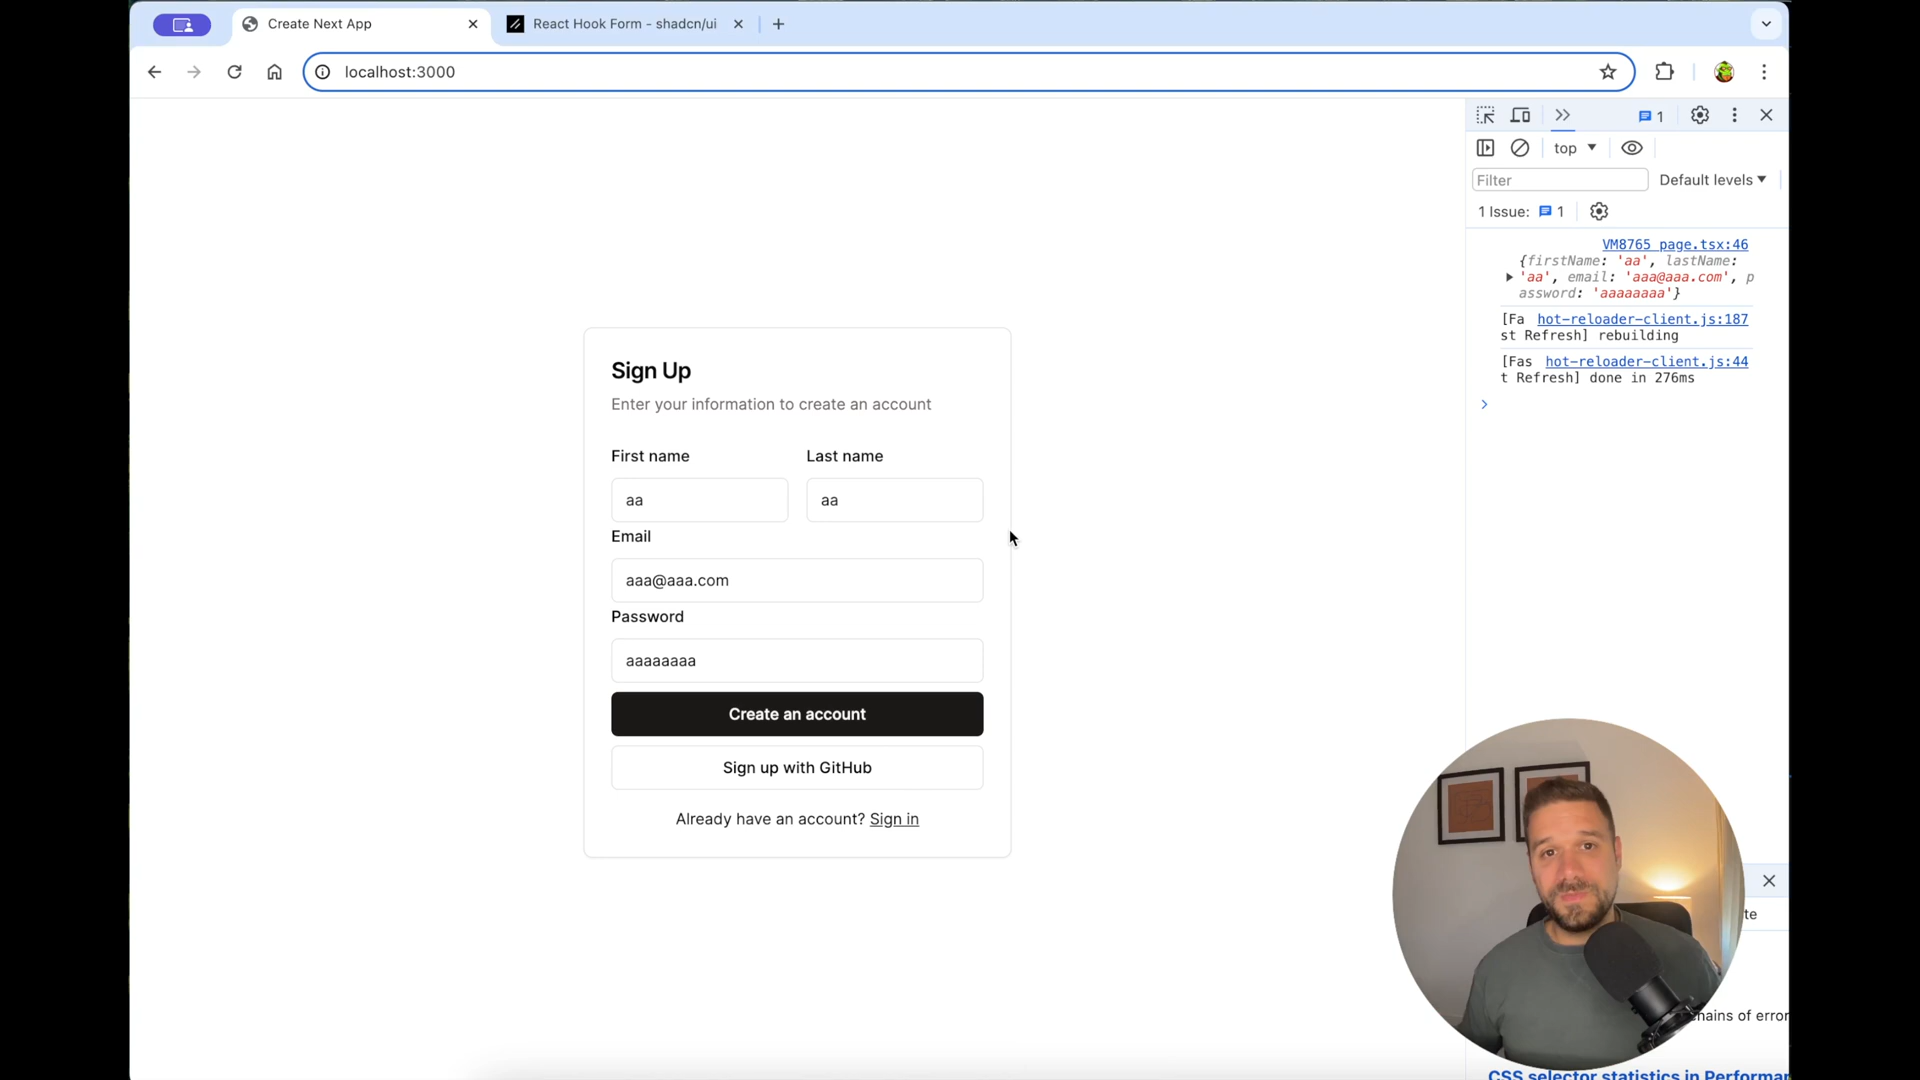 Create Next App
React Hook Form - shadcn/ui
localhost:3000
1
top
Filter
Default levels
1 Issue: 1
VM8765 page.tsx:46
{firstName: 'aa', lastName:
'aa', email: 'aaa@aaa.com', p
assword: 'aaaaaaaa'}
[Fa hot-reloader-client.js:187
st Refresh] rebuilding
[Fas hot-reloader-client.js:44
t Refresh] done in 276ms
Sign Up
Enter your information to create an account
First name Last name
aa aa
Email
aaa@aaa.com
Password
aaaaaaaa
Create an account
Sign up with GitHub
Already have an account? Sign in
te
hains of error
CSS selector statistics in Performan